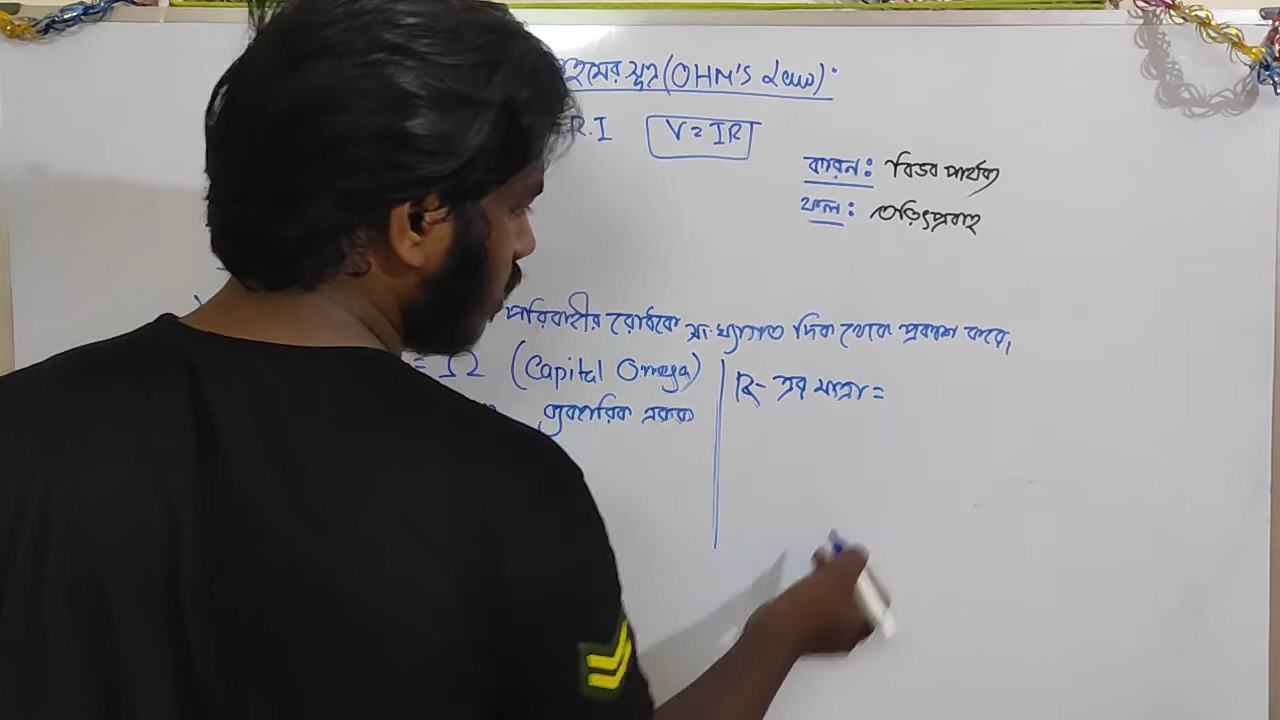 ওহমের সূত্র (OHM'S Law):
R.I V = IR
কারন: বিভব পার্থক্য
ফল: তড়িৎপ্রবাহ
পরিবাহীর রোধকে সাংখ্যাগত দিক থেকে প্রকাশ করে,
= Ω (Capital Omega)
R- এর মাত্রা =
ব্যবহারিক একক